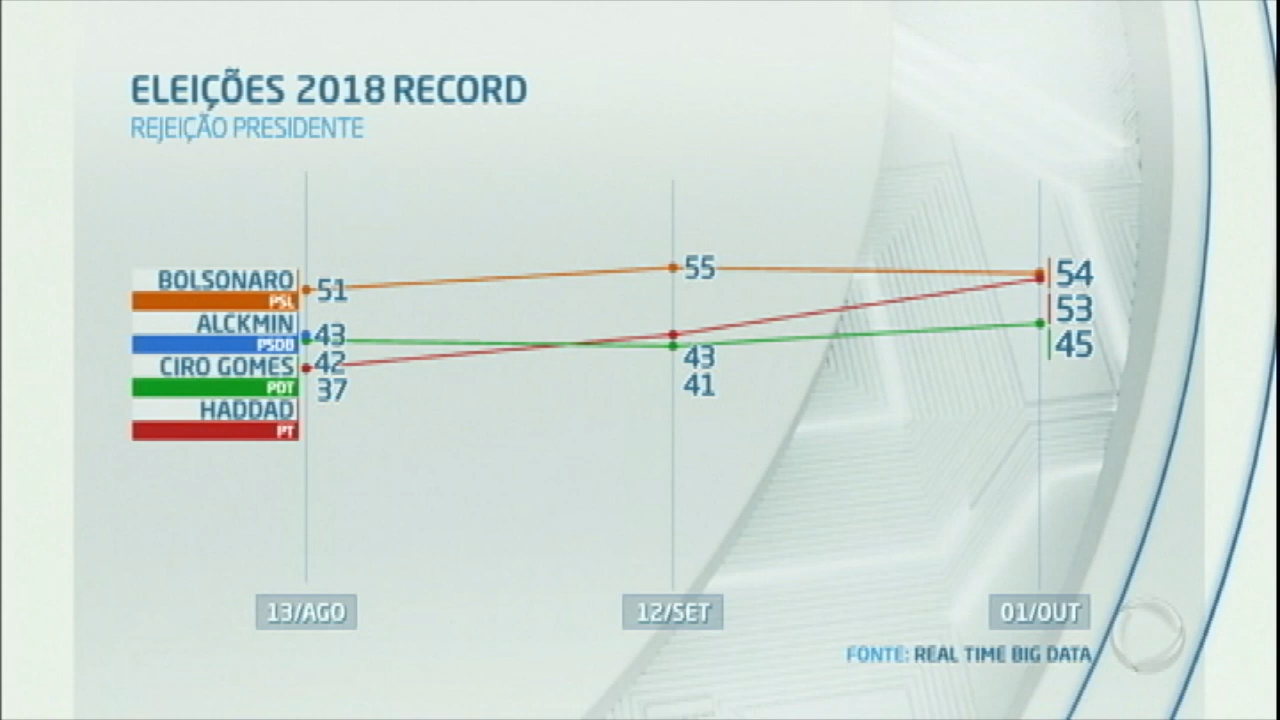 ELEIÇÕES 2018 RECORD
REJEIÇÃO PRESIDENTE
BOLSONARO
PSL
ALCKMIN
PSDB
CIRO GOMES
PDT
HADDAD
PT
51
43
42
37
55
43
41
54
53
45
13/AGO
12/SET
01/OUT
FONTE: REAL TIME BIG DATA